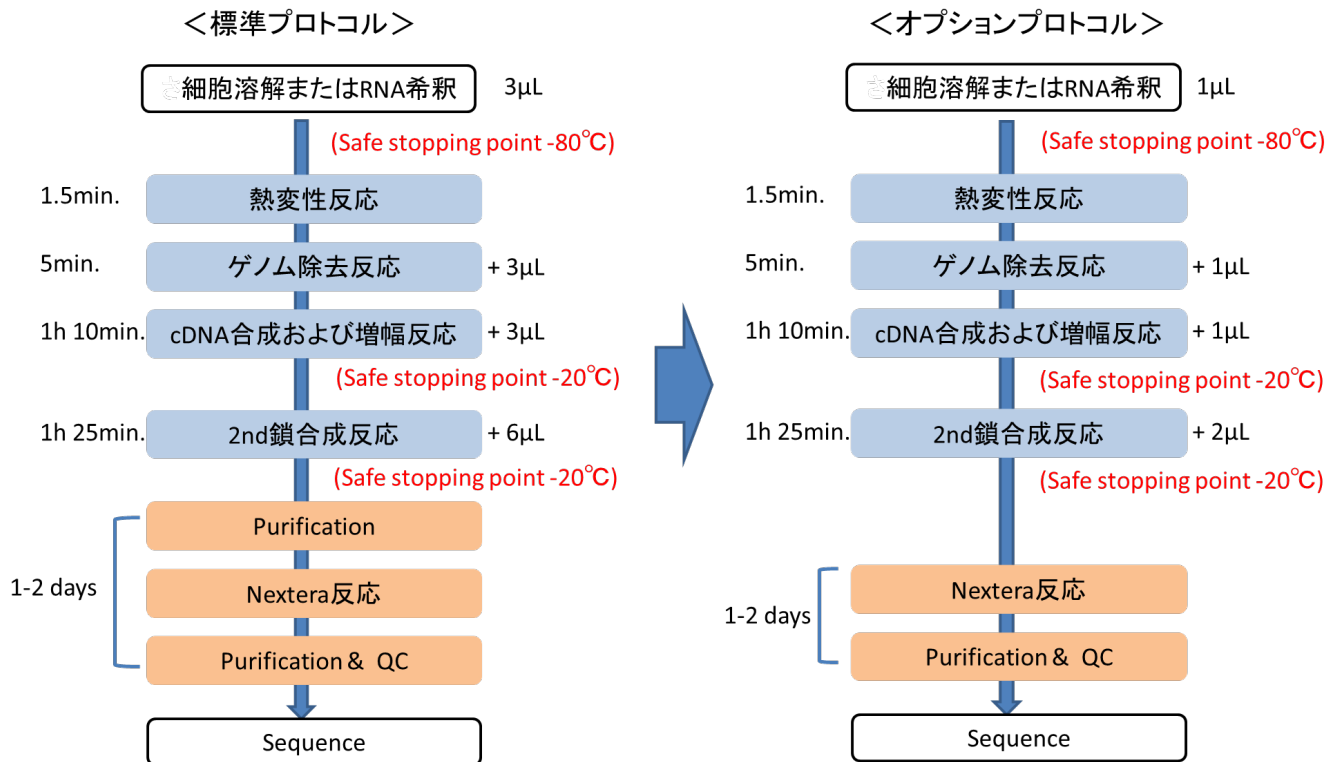 ＜標準プロトコル＞
細胞溶解またはRNA希釈 3μL
(Safe stopping point -80℃)
1.5min. 熱変性反応
5min. ゲノム除去反応 + 3μL
1h 10min. cDNA合成および増幅反応 + 3μL
(Safe stopping point -20℃)
1h 25min. 2nd鎖合成反応 + 6μL
(Safe stopping point -20℃)
Purification
1-2 days
Nextera反応
Purification & QC
Sequence
＜オプションプロトコル＞
細胞溶解またはRNA希釈 1μL
(Safe stopping point -80℃)
1.5min. 熱変性反応
5min. ゲノム除去反応 + 1μL
1h 10min. cDNA合成および増幅反応 + 1μL
(Safe stopping point -20℃)
1h 25min. 2nd鎖合成反応 + 2μL
(Safe stopping point -20℃)
Nextera反応
1-2 days
Purification & QC
Sequence